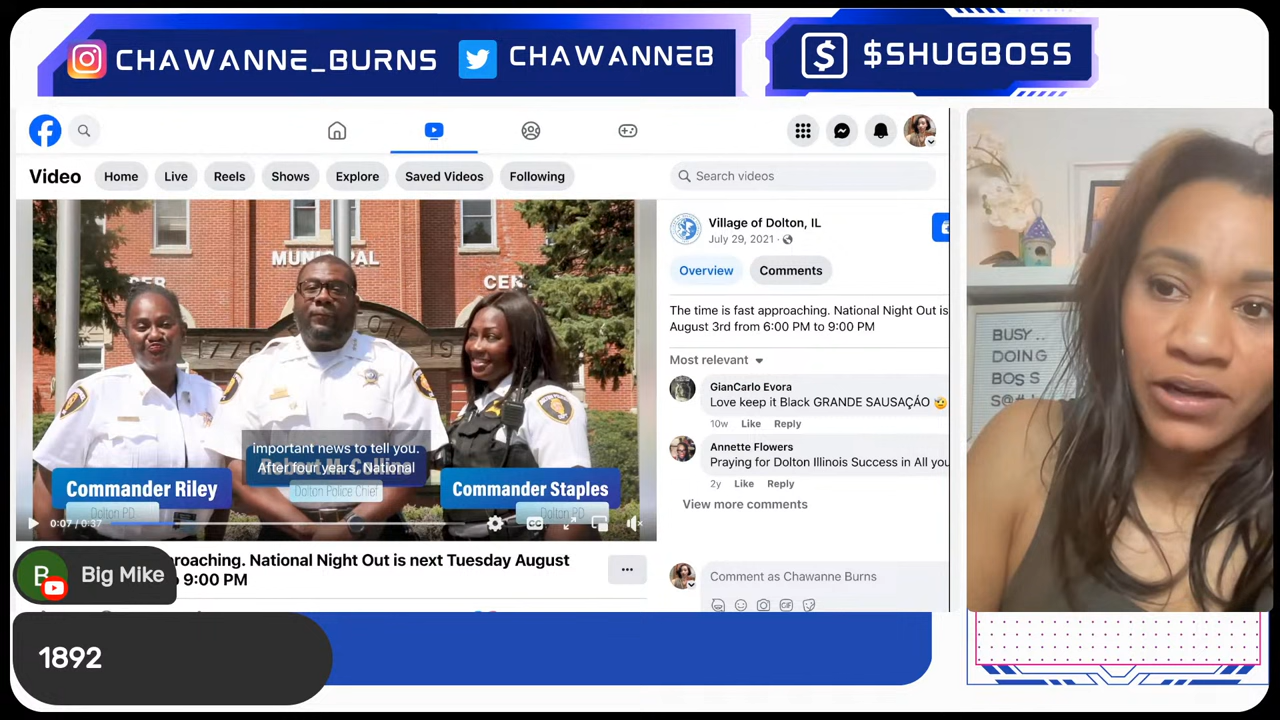 CHAWANNE_BURNS
CHAWANNEB
$SHUGBOSS
Video
Home
Live
Reels
Shows
Explore
Saved Videos
Following
Search videos
MUNICIPAL
CEN
important news to tell you.
After four years, National
Dolton Police Chief
Commander Riley
Dolton PD
Commander Staples
Dolton PD
0:07 / 0:37
CC
roaching. National Night Out is next Tuesday August
9:00 PM
Village of Dolton, IL
July 29, 2021 ·
Overview
Comments
The time is fast approaching. National Night Out is
August 3rd from 6:00 PM to 9:00 PM
Most relevant
GianCarlo Evora
Love keep it Black GRANDE SAUSAÇÁO 🫡
10w Like Reply
Annette Flowers
Praying for Dolton Illinois Success in All you
2y Like Reply
View more comments
Comment as Chawanne Burns
GIF
BUSY ..
DOING
BOSS
S@#
B
Big Mike
1892